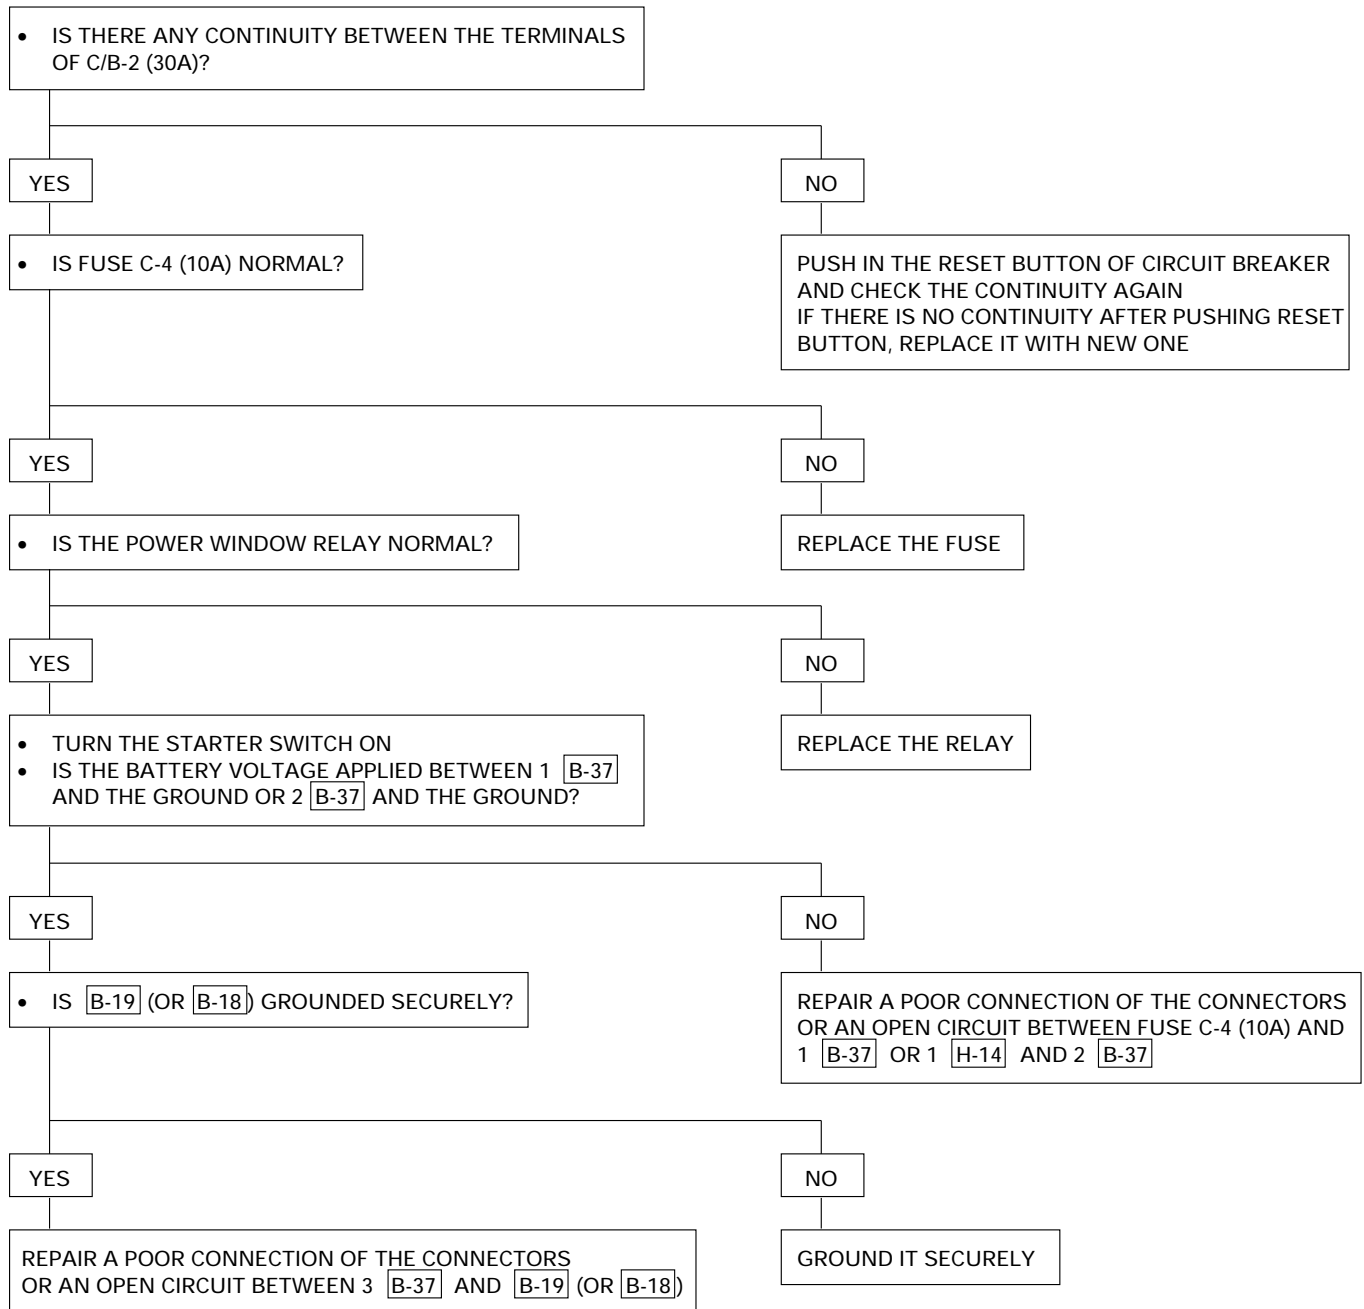 • IS THERE ANY CONTINUITY BETWEEN THE TERMINALS
OF C/B-2 (30A)?
YES
NO
• IS FUSE C-4 (10A) NORMAL?
PUSH IN THE RESET BUTTON OF CIRCUIT BREAKER
AND CHECK THE CONTINUITY AGAIN
IF THERE IS NO CONTINUITY AFTER PUSHING RESET
BUTTON, REPLACE IT WITH NEW ONE
YES
NO
• IS THE POWER WINDOW RELAY NORMAL?
REPLACE THE FUSE
YES
NO
• TURN THE STARTER SWITCH ON
• IS THE BATTERY VOLTAGE APPLIED BETWEEN 1 B-37
AND THE GROUND OR 2 B-37 AND THE GROUND?
REPLACE THE RELAY
YES
NO
• IS B-19 (OR B-18) GROUNDED SECURELY?
REPAIR A POOR CONNECTION OF THE CONNECTORS
OR AN OPEN CIRCUIT BETWEEN FUSE C-4 (10A) AND
1 B-37 OR 1 H-14 AND 2 B-37
YES
NO
REPAIR A POOR CONNECTION OF THE CONNECTORS
OR AN OPEN CIRCUIT BETWEEN 3 B-37 AND B-19 (OR B-18)
GROUND IT SECURELY